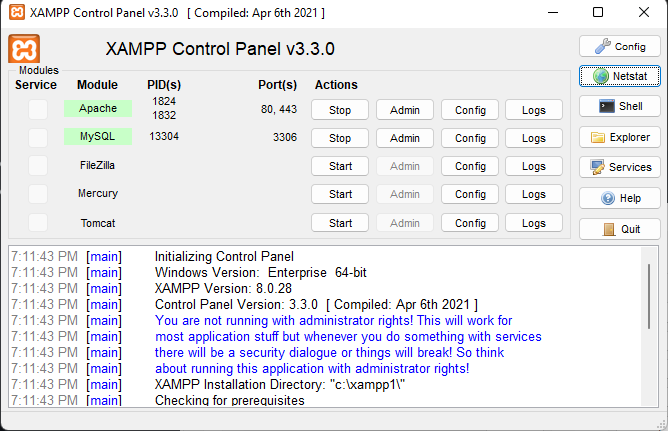 XAMPP Control Panel v3.3.0 [ Compiled: Apr 6th 2021 ]
XAMPP Control Panel v3.3.0
Config
Modules
Service Module PID(s) Port(s) Actions
Netstat
Apache 1824 80, 443 Stop Admin Config Logs
1832
Shell
MySQL 13304 3306 Stop Admin Config Logs
Explorer
FileZilla Start Admin Config Logs
Services
Mercury Start Admin Config Logs
Help
Tomcat Start Admin Config Logs
Quit
7:11:43 PM [main] Initializing Control Panel
7:11:43 PM [main] Windows Version: Enterprise 64-bit
7:11:43 PM [main] XAMPP Version: 8.0.28
7:11:43 PM [main] Control Panel Version: 3.3.0 [ Compiled: Apr 6th 2021 ]
7:11:43 PM [main] You are not running with administrator rights! This will work for
7:11:43 PM [main] most application stuff but whenever you do something with services
7:11:43 PM [main] there will be a security dialogue or things will break! So think
7:11:43 PM [main] about running this application with administrator rights!
7:11:43 PM [main] XAMPP Installation Directory: "c:\xampp1\"
7:11:43 PM [main] Checking for prerequisites